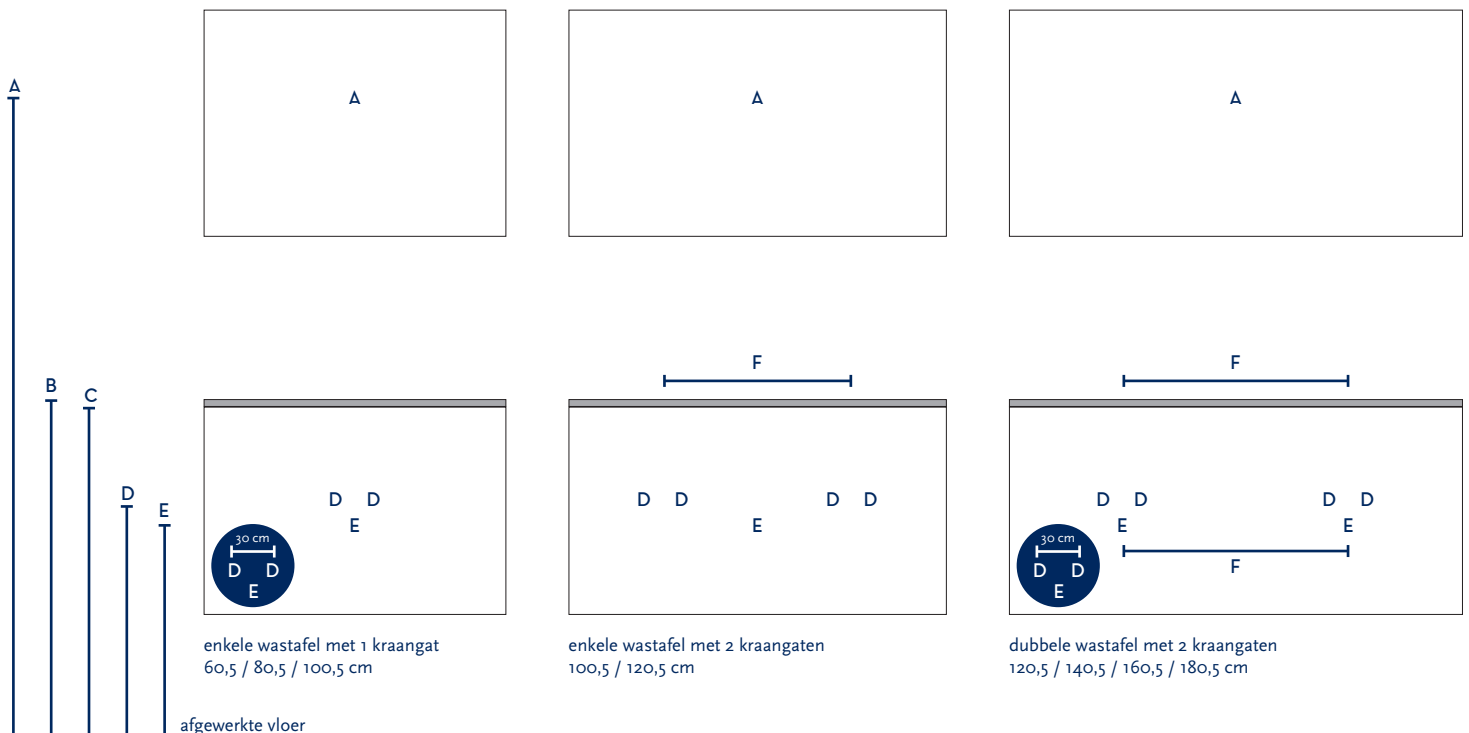 A
A
A
A
B
C
F
F
D
E
D D
E
30 cm
D D
E
D D
D D
E
D D
D D
E
E
30 cm
D D
E
F
enkele wastafel met 1 kraangat
60,5 / 80,5 / 100,5 cm
enkele wastafel met 2 kraangaten
100,5 / 120,5 cm
dubbele wastafel met 2 kraangaten
120,5 / 140,5 / 160,5 / 180,5 cm
afgewerkte vloer